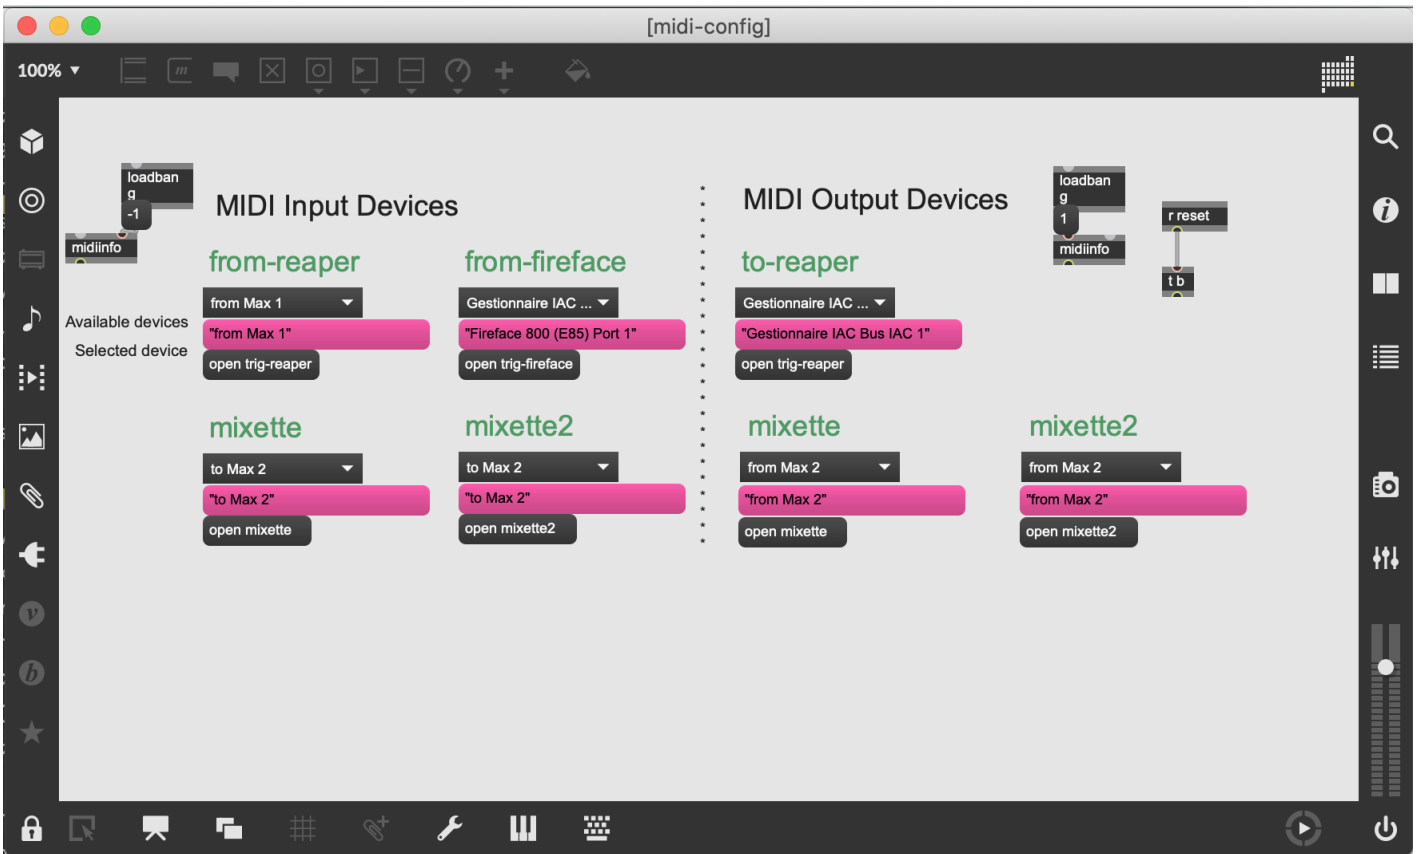 [midi-config]
100%
m
loadban
g
-1
midiinfo
MIDI Input Devices
MIDI Output Devices
loadban
g
1
midiinfo
r reset
t b
from-reaper
from-fireface
to-reaper
from Max 1
Gestionnaire IAC ...
Gestionnaire IAC ...
Available devices
"from Max 1"
"Fireface 800 (E85) Port 1"
"Gestionnaire IAC Bus IAC 1"
Selected device
open trig-reaper
open trig-fireface
open trig-reaper
mixette
mixette2
mixette
mixette2
to Max 2
to Max 2
from Max 2
from Max 2
"to Max 2"
"to Max 2"
"from Max 2"
"from Max 2"
open mixette
open mixette2
open mixette
open mixette2